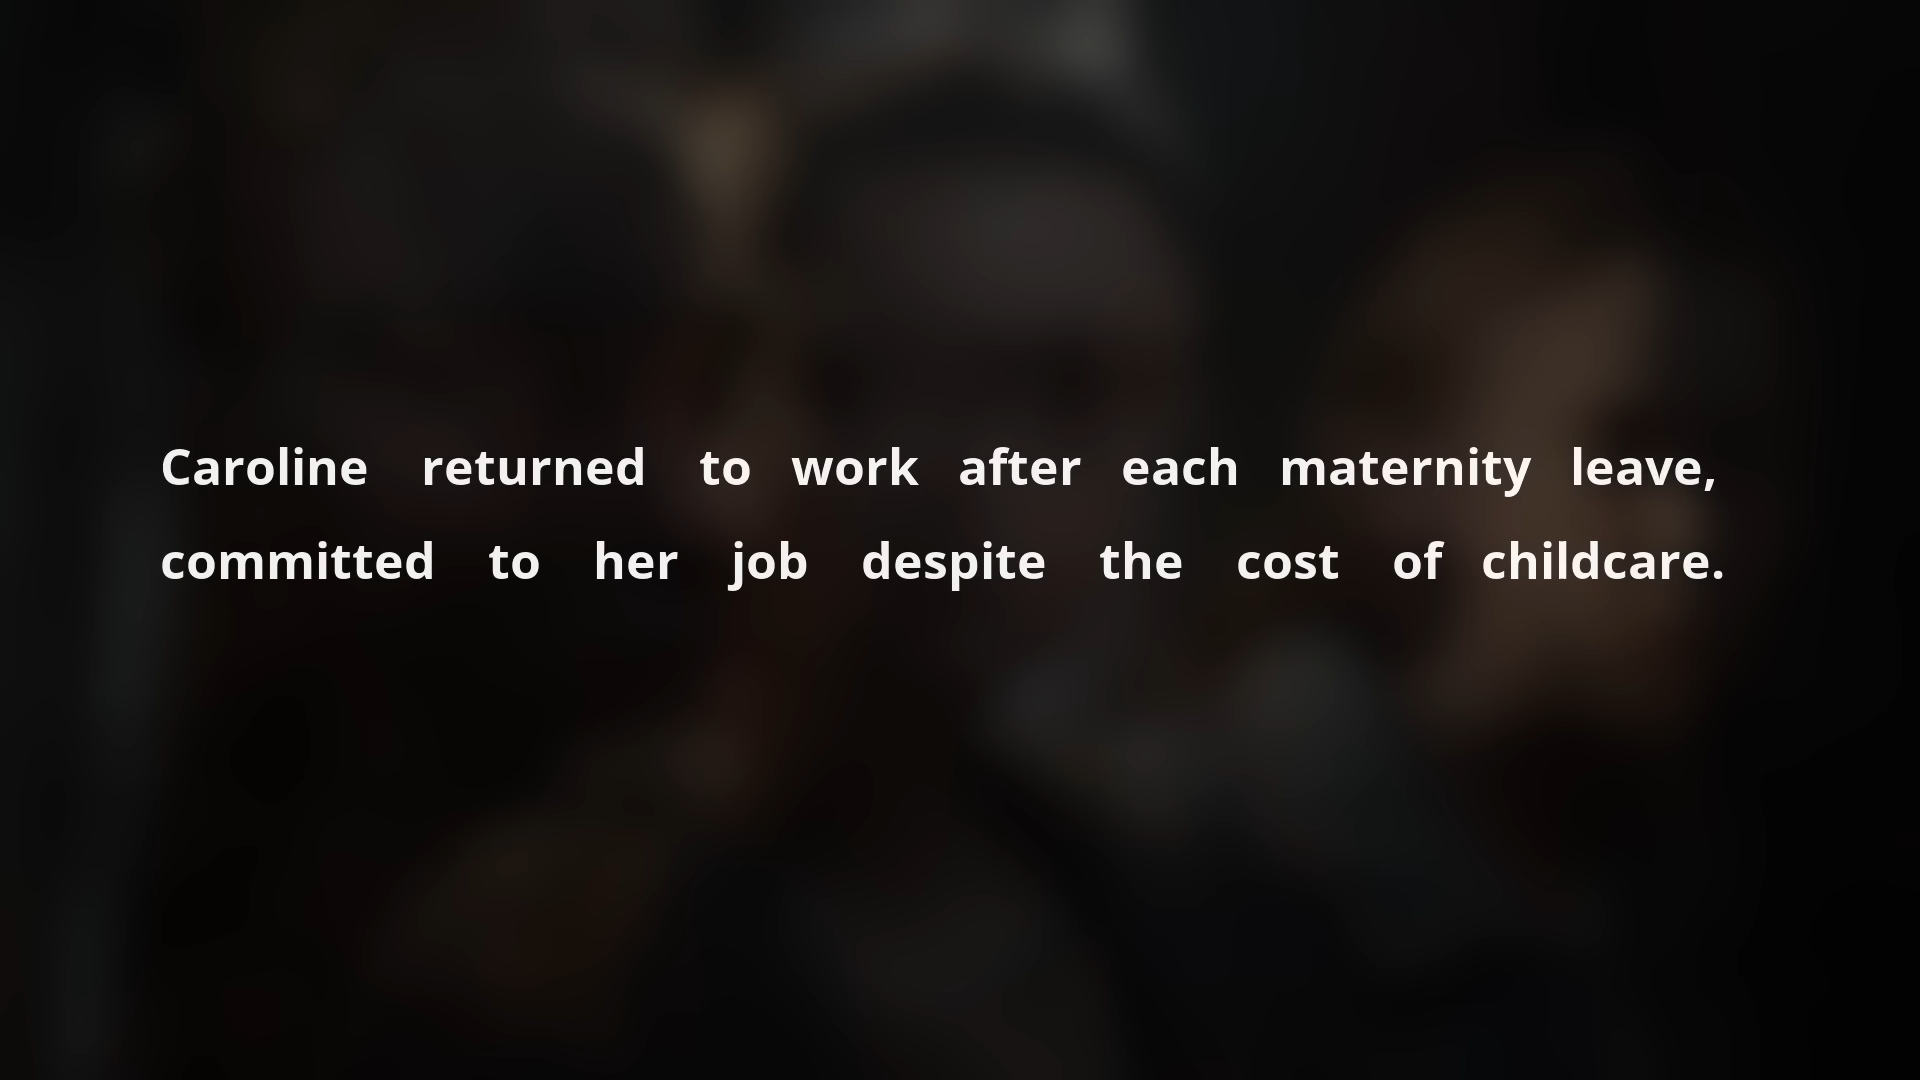 Caroline returned to work after each maternity leave,
committed to her job despite the cost of childcare.